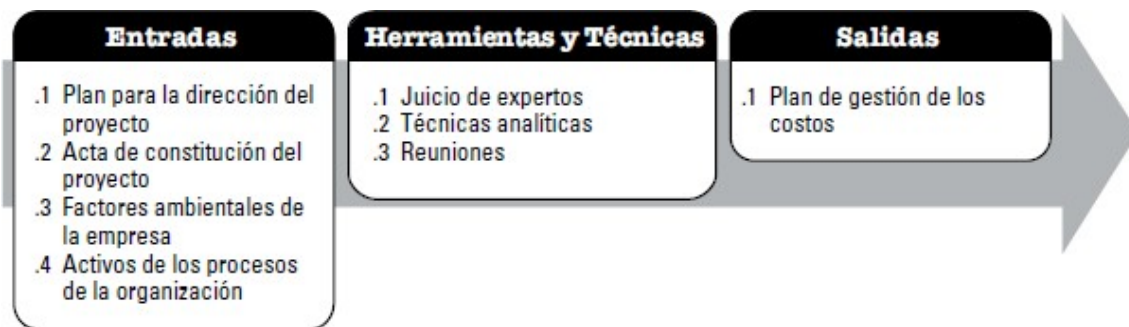 Entradas
.1 Plan para la dirección del
proyecto
.2 Acta de constitución del
proyecto
.3 Factores ambientales de
la empresa
.4 Activos de los procesos
de la organización
Herramientas y Técnicas
.1 Juicio de expertos
.2 Técnicas analíticas
.3 Reuniones
Salidas
.1 Plan de gestión de los
costos